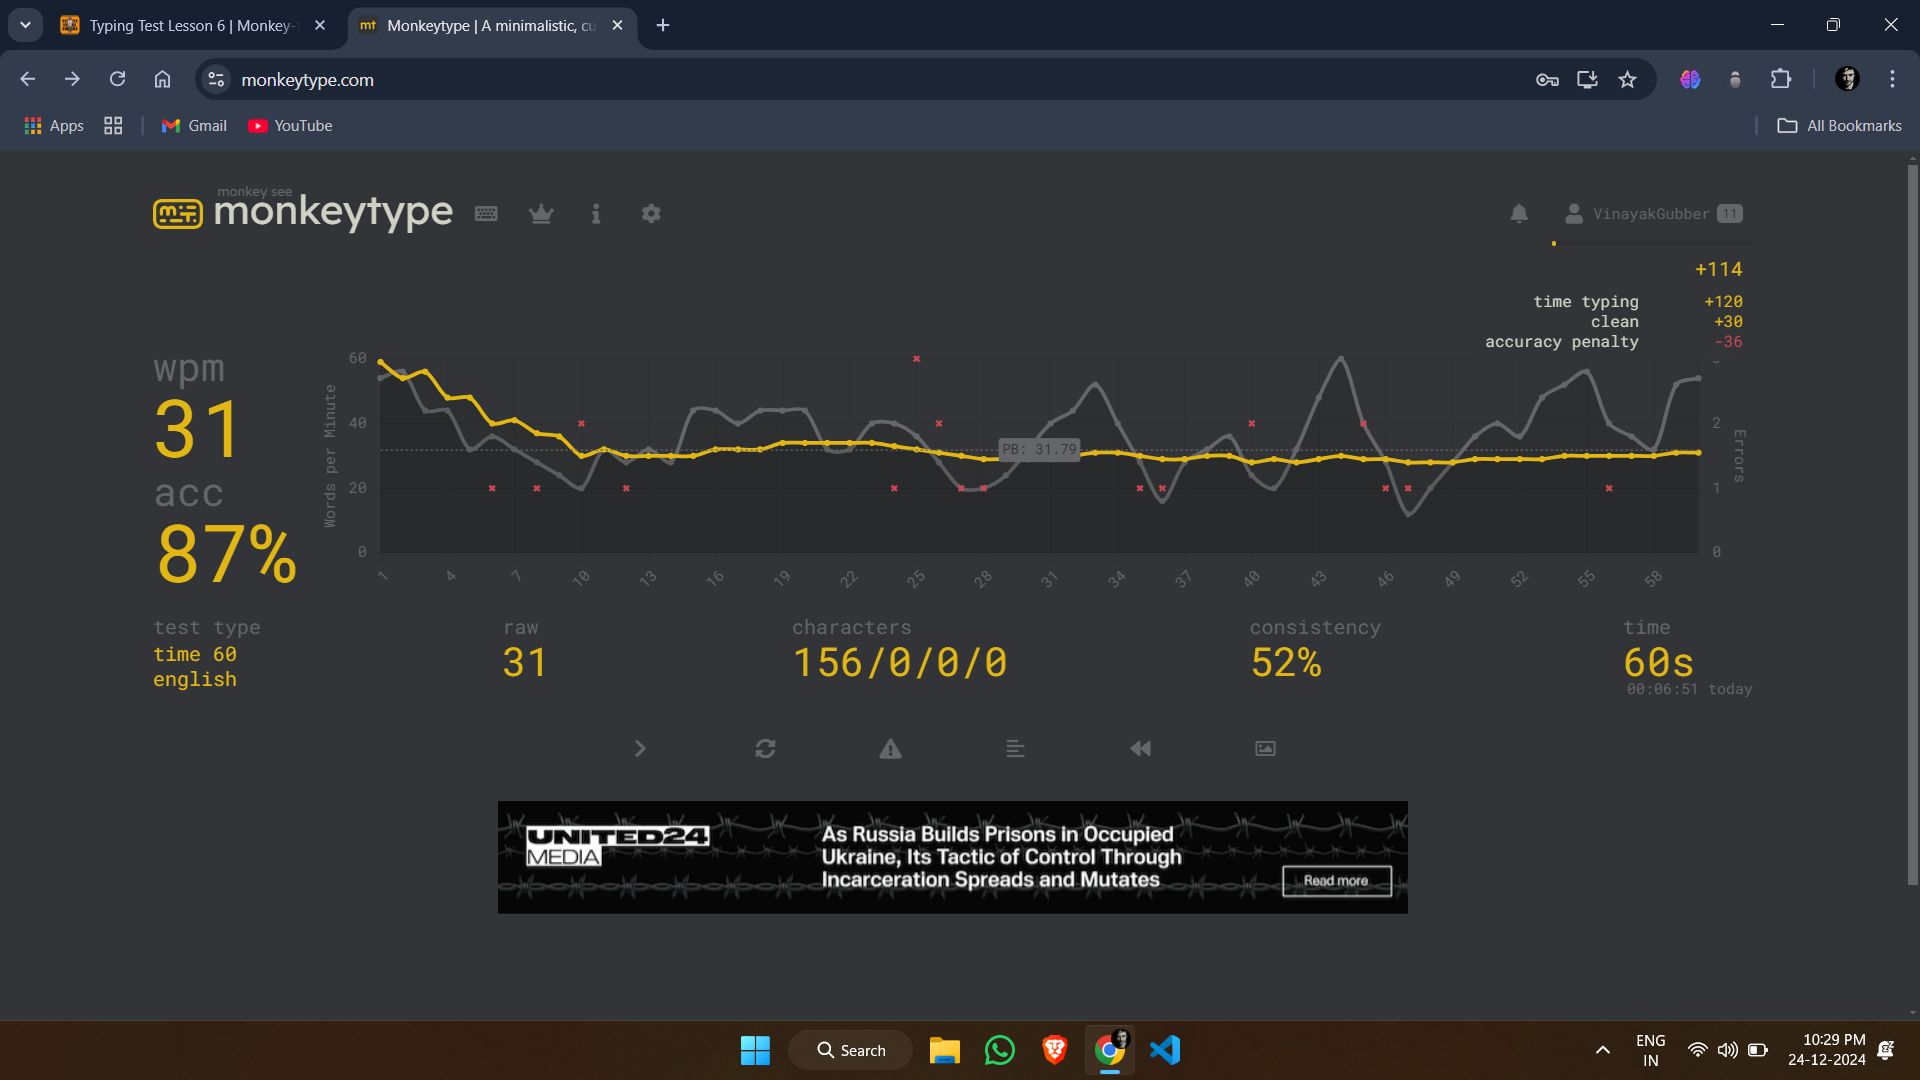 Typing Test Lesson 6 | Monkey-
mt Monkeytype | A minimalistic, cu
monkeytype.com
Apps Gmail YouTube All Bookmarks
monkey see
monkeytype
VinayakGubber 11
+114
time typing +120
clean +30
accuracy penalty -36
wpm
31
acc
87%
Words per Minute
60
40
20
0
PB: 31.79
2
1
0
Errors
1 4 7 10 13 16 19 22 25 28 31 34 37 40 43 46 49 52 55 58
test type
time 60
english
raw
31
characters
156/0/0/0
consistency
52%
time
60s
00:06:51 today
UNITED24
MEDIA
As Russia Builds Prisons in Occupied
Ukraine, Its Tactic of Control Through
Incarceration Spreads and Mutates
Read more
Search
ENG
IN
10:29 PM
24-12-2024